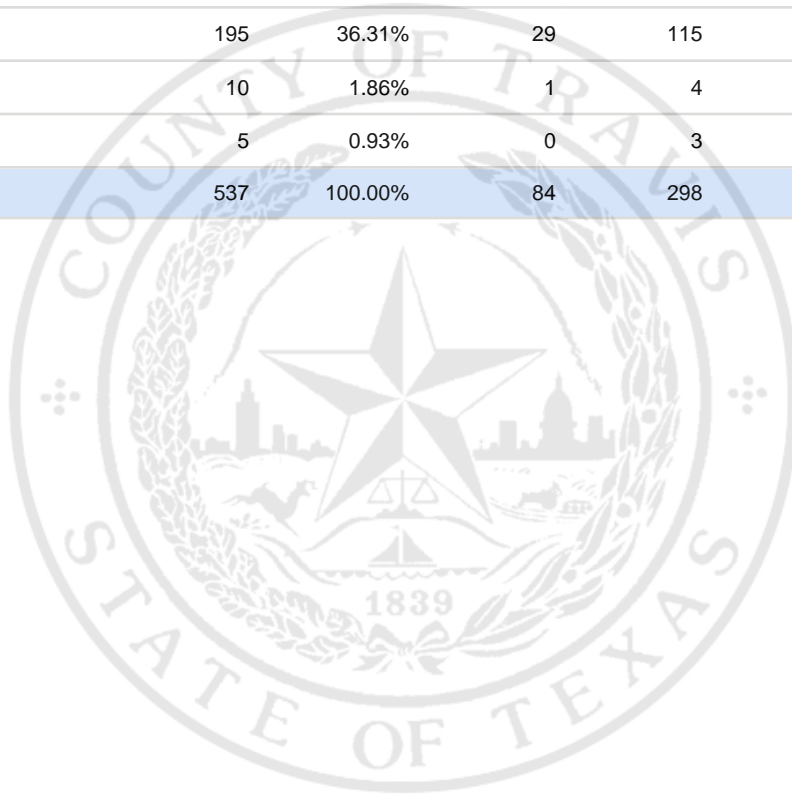 195 36.31% 29 115
10 1.86% 1 4
5 0.93% 0 3
537 100.00% 84 298
COUNTY OF TRAVIS
1839
STATE OF TEXAS